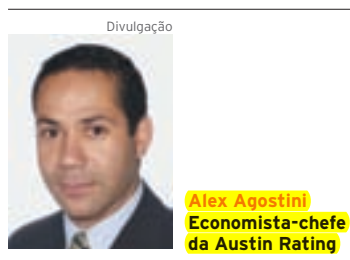 Divulgação
Alex Agostini
Economista-chefe
da Austin Rating